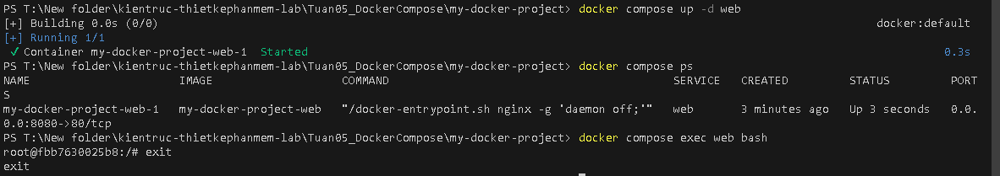 PS T:\New folder\kientruc-thietkephanmem-lab\Tuan05_DockerCompose\my-docker-project> docker compose up -d web
[+] Building 0.0s (0/0) docker:default
[+] Running 1/1
✓ Container my-docker-project-web-1 Started 0.3s
PS T:\New folder\kientruc-thietkephanmem-lab\Tuan05_DockerCompose\my-docker-project> docker compose ps
NAME IMAGE COMMAND SERVICE CREATED STATUS PORT
S
my-docker-project-web-1 my-docker-project-web "/docker-entrypoint.sh nginx -g 'daemon off;'" web 3 minutes ago Up 3 seconds 0.0.
0.0:8080->80/tcp
PS T:\New folder\kientruc-thietkephanmem-lab\Tuan05_DockerCompose\my-docker-project> docker compose exec web bash
root@fbb7630025b8:/# exit
exit